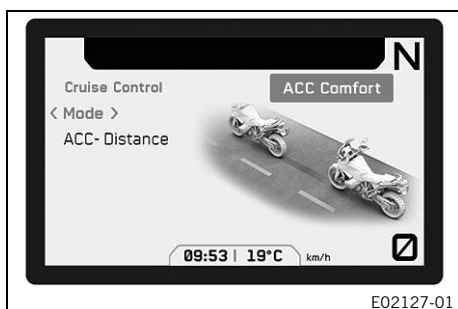 N
Cruise Control
ACC Comfort
< Mode >
ACC- Distance
09:53 | 19°C km/h
0
E02127-01